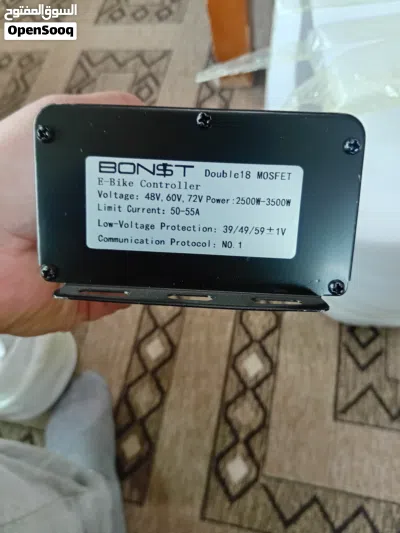 السوق المفتوح
OpenSooq
BONST Double18 MOSFET
E-Bike Controller
Voltage: 48V,60V,72V Power:2500W-3500W
Limit Current: 50-55A
Low-Voltage Protection: 39/49/59±1V
Communication Protocol: NO.1